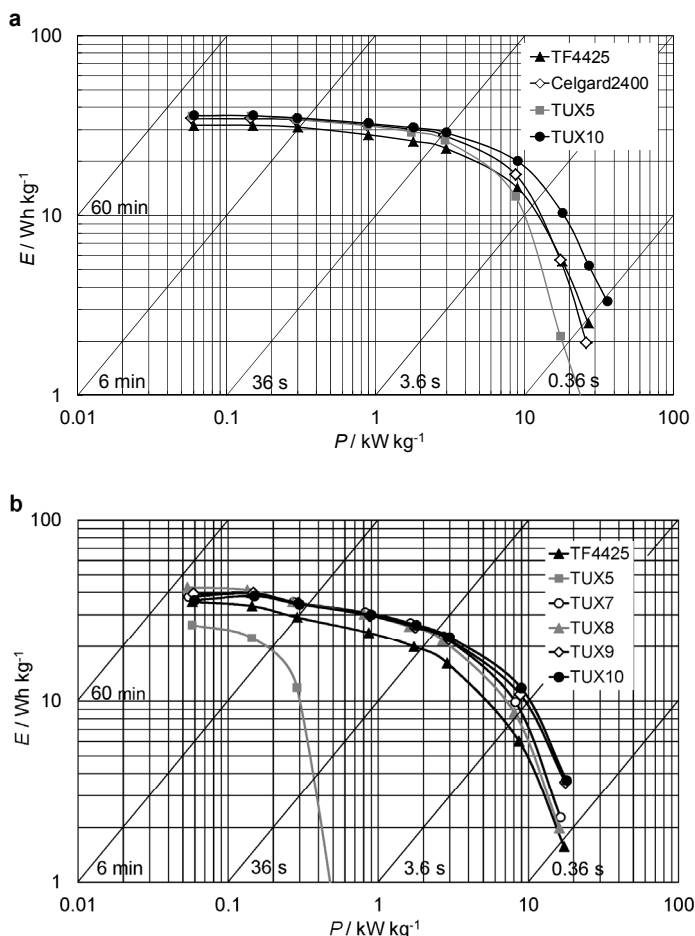 a
100
TF4425
Celgard2400
TUX5
TUX10
E / Wh kg-1
60 min
10
6 min
36 s
3.6 s
0.36 s
1
0.01
0.1
1
10
100
P / kW kg-1
b
100
TF4425
TUX5
TUX7
TUX8
TUX9
TUX10
E / Wh kg-1
60 min
10
6 min
36 s
3.6 s
0.36 s
1
0.01
0.1
1
10
100
P / kW kg-1